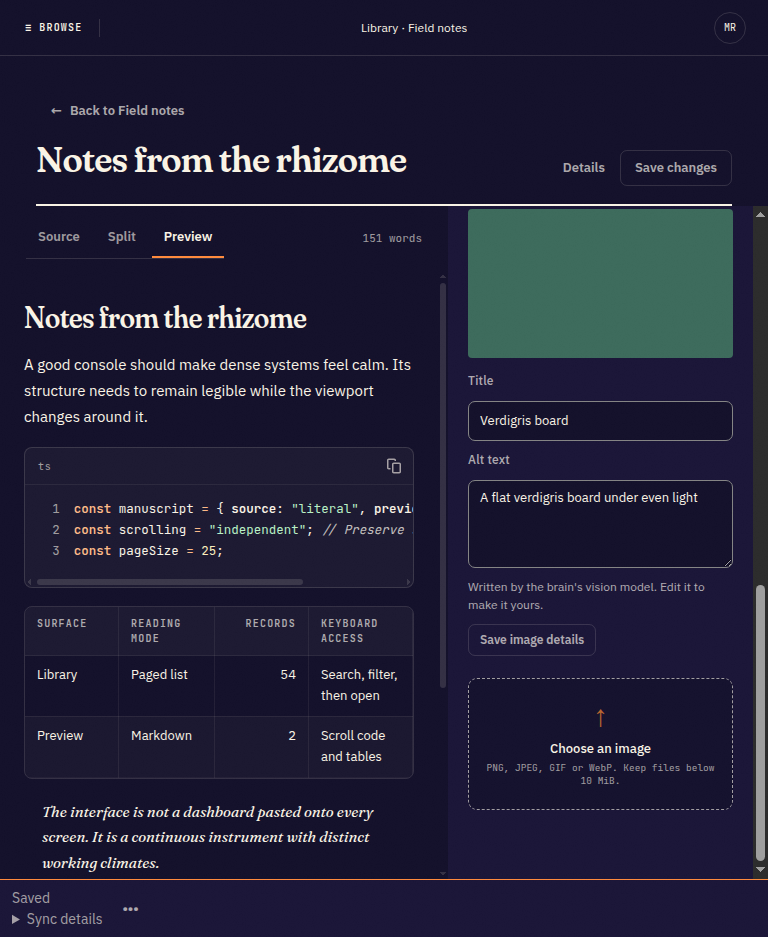 ≡ BROWSE
Library · Field notes
MR
← Back to Field notes
Notes from the rhizome
Details
Save changes
Source
Split
Preview
151 words
Notes from the rhizome
A good console should make dense systems feel calm. Its
structure needs to remain legible while the viewport
changes around it.
ts
1 const manuscript = { source: "literal", previ
2 const scrolling = "independent"; // Preserve
3 const pageSize = 25;
SURFACE
READING
MODE
RECORDS
KEYBOARD
ACCESS
Library
Paged list
54
Search, filter,
then open
Preview
Markdown
2
Scroll code
and tables
The interface is not a dashboard pasted onto every
screen. It is a continuous instrument with distinct
working climates.
Title
Verdigris board
Alt text
A flat verdigris board under even light
Written by the brain's vision model. Edit it to
make it yours.
Save image details
↑
Choose an image
PNG, JPEG, GIF or WebP. Keep files below
10 MiB.
Saved
▶ Sync details
•••